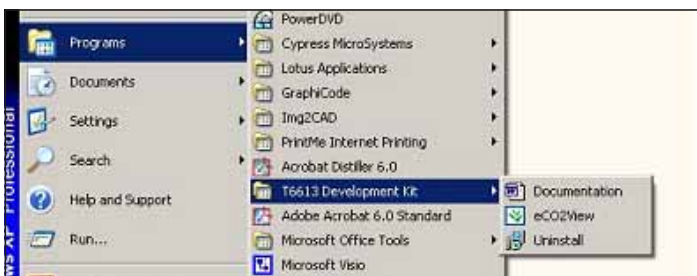 ws XP Professional
Programs
Documents
Settings
Search
Help and Support
Run...
PowerDVD
Cypress MicroSystems
Lotus Applications
GraphiCode
Img2CAD
PrintMe Internet Printing
Acrobat Distiller 6.0
T6613 Development Kit
Adobe Acrobat 6.0 Standard
Microsoft Office Tools
Microsoft Visio
Documentation
eCO2View
Uninstall